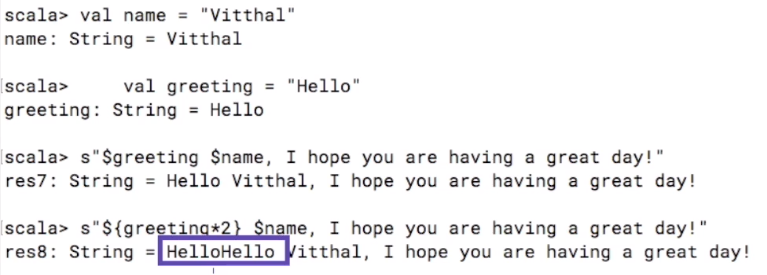 scala> val name = "Vitthal"
name: String = Vitthal
scala>     val greeting = "Hello"
greeting: String = Hello
scala> s"$greeting $name, I hope you are having a great day!"
res7: String = Hello Vitthal, I hope you are having a great day!
scala> s"${greeting*2} $name, I hope you are having a great day!"
res8: String = HelloHello Vitthal, I hope you are having a great day!